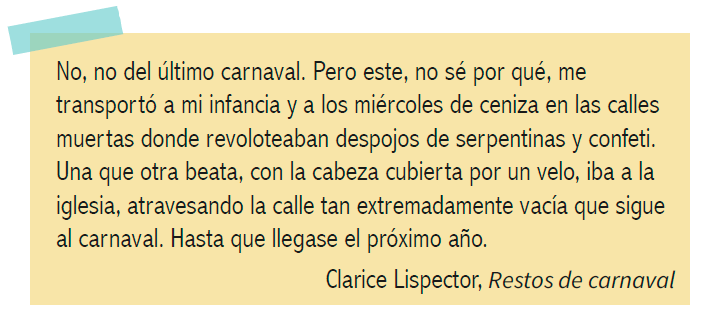 No, no del último carnaval. Pero este, no sé por qué, me
transportó a mi infancia y a los miércoles de ceniza en las calles
muertas donde revoloteaban despojos de serpentinas y confeti.
Una que otra beata, con la cabeza cubierta por un velo, iba a la
iglesia, atravesando la calle tan extremadamente vacía que sigue
al carnaval. Hasta que llegase el próximo año.
Clarice Lispector, Restos de carnaval